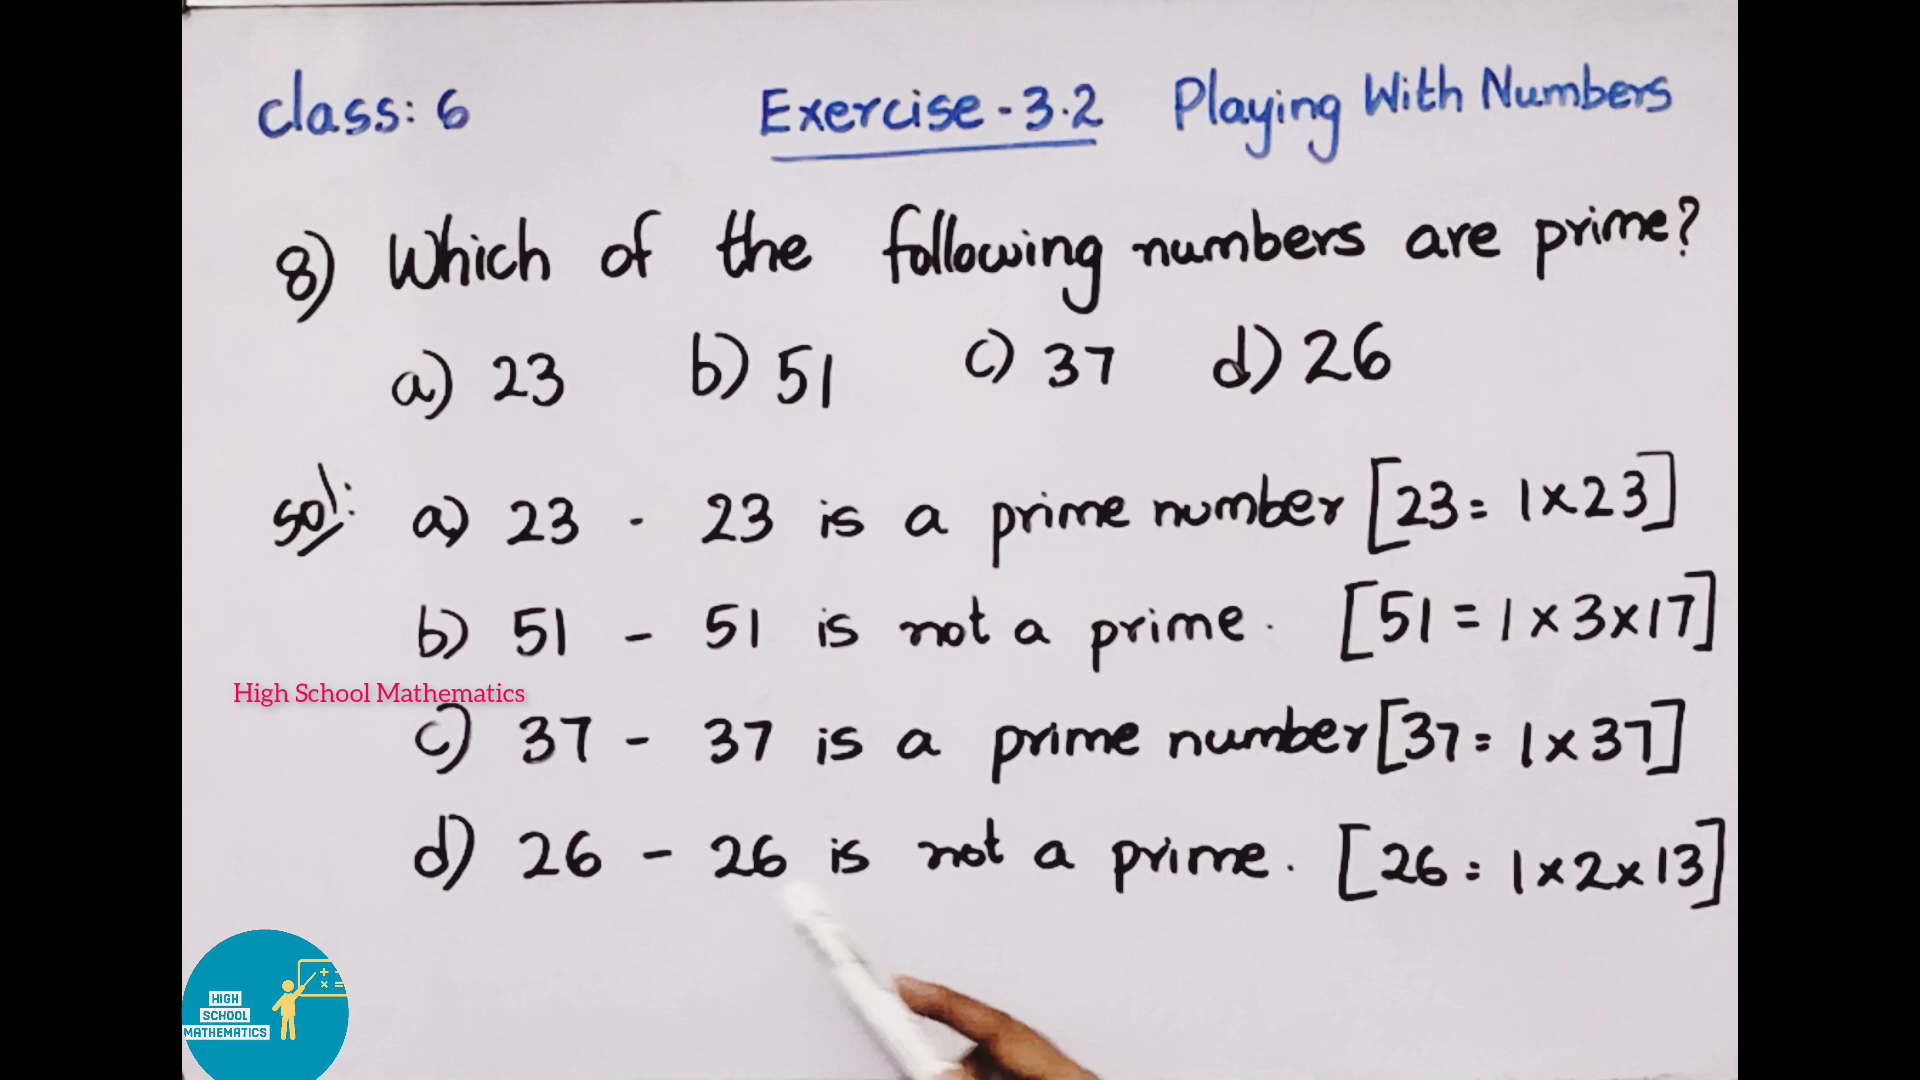 class: 6 Exercise-3.2 Playing With Numbers
8) Which of the following numbers are prime?
a) 23 b) 51 c) 37 d) 26
sol: a) 23 - 23 is a prime number [23 = 1×23]
b) 51 - 51 is not a prime. [51 = 1×3×17]
High School Mathematics
c) 37 - 37 is a prime number [37 = 1×37]
d) 26 - 26 is not a prime. [26 = 1×2×13]
+ -
× =
HIGH
SCHOOL
MATHEMATICS